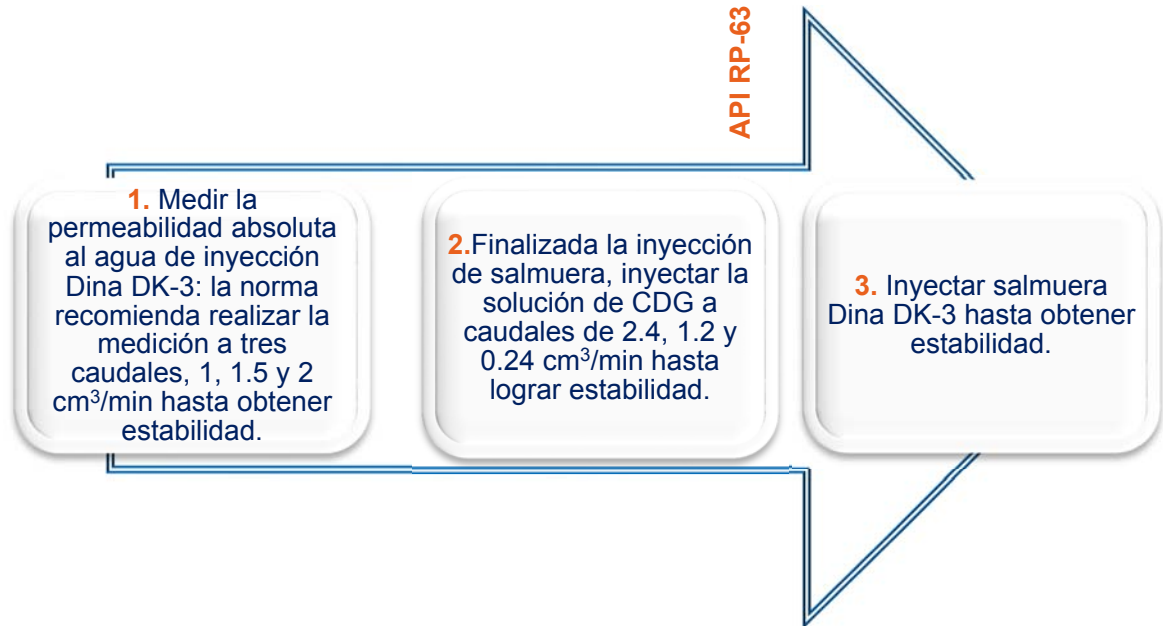 API RP-63
1. Medir la
permeabilidad absoluta
al agua de inyección
Dina DK-3: la norma
recomienda realizar la
medición a tres
caudales, 1, 1.5 y 2
cm³/min hasta obtener
estabilidad.
2.Finalizada la inyección
de salmuera, inyectar la
solución de CDG a
caudales de 2.4, 1.2 y
0.24 cm³/min hasta
lograr estabilidad.
3. Inyectar salmuera
Dina DK-3 hasta obtener
estabilidad.